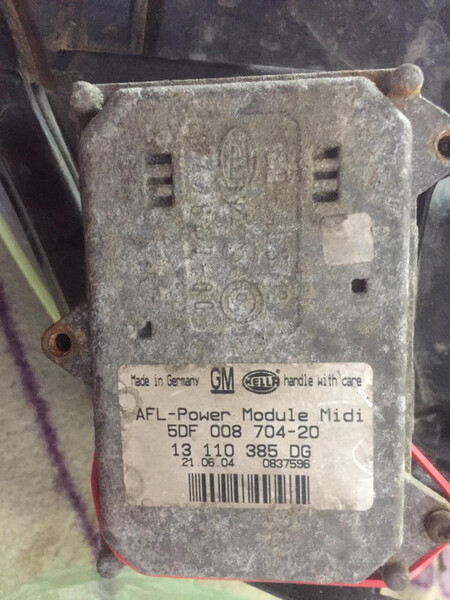 Made in Germany GM HELLA handle with care
AFL-Power Module Midi
5DF 008 704-20
13 110 385 DG
21.06.04 0837596